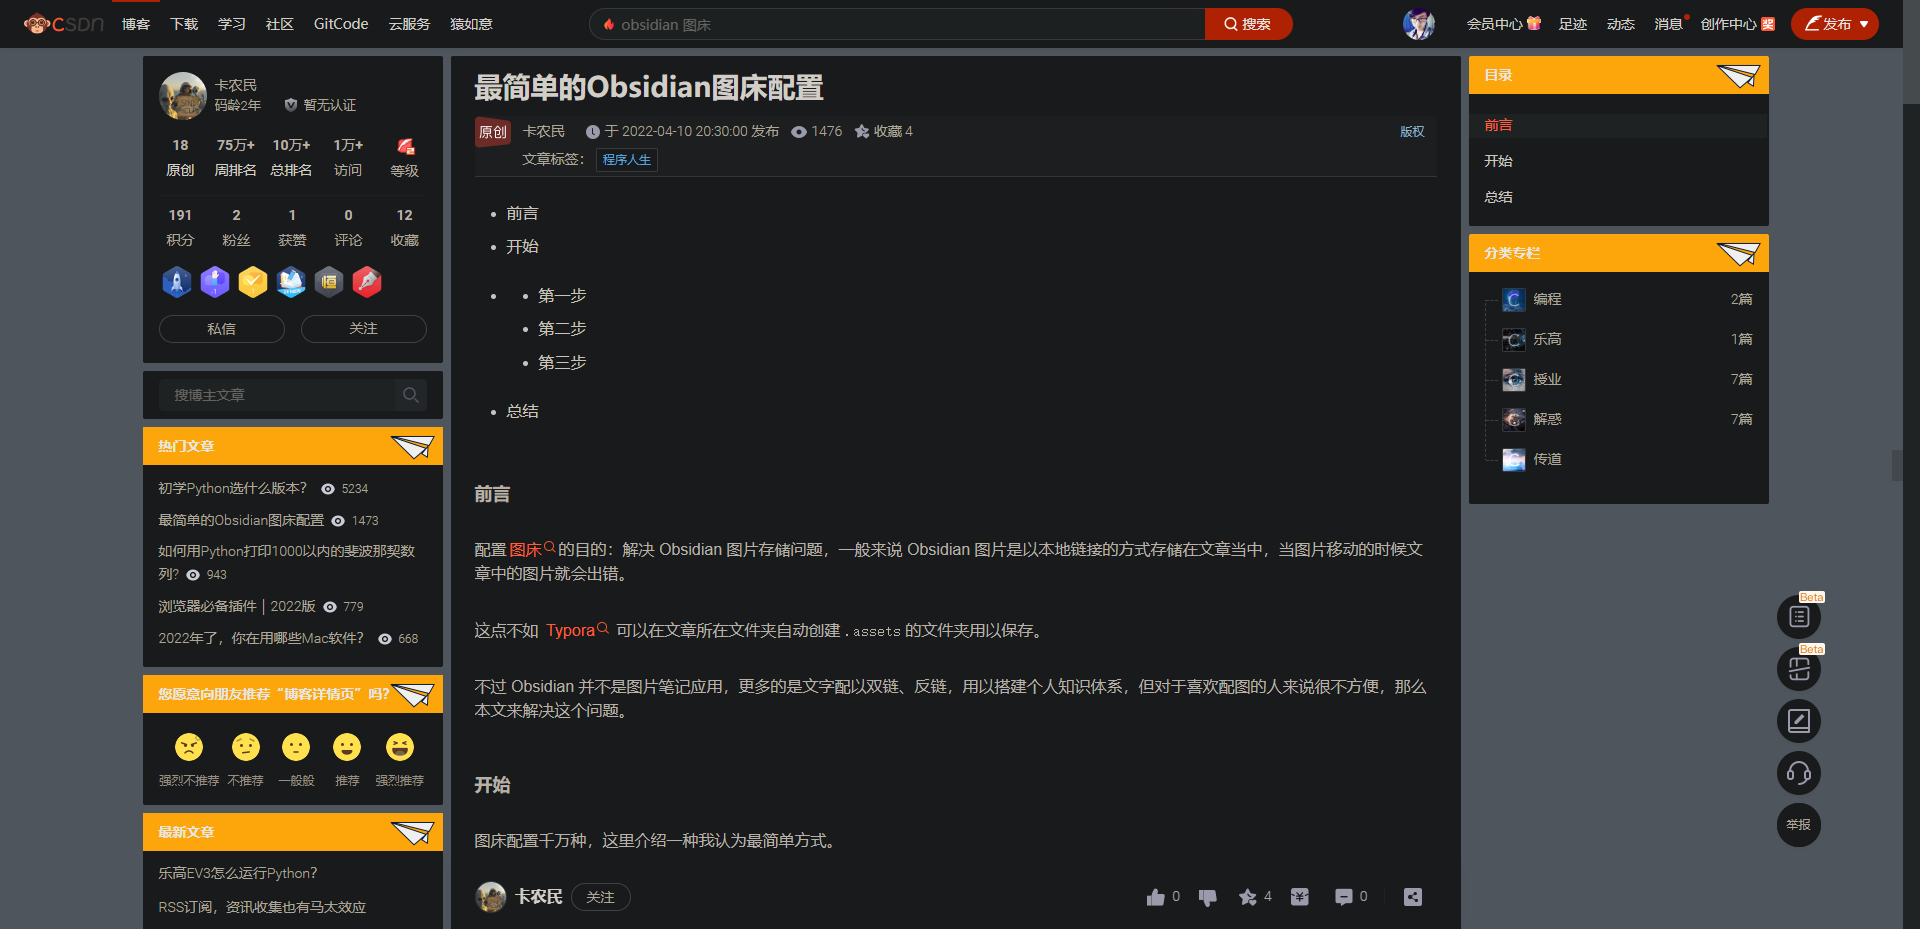 CSDN 博客 下载 学习 社区 GitCode 云服务 猿如意
obsidian 图床 搜索
会员中心 足迹 动态 消息 创作中心 奖 发布
卡农民
码龄2年 暂无认证
18 75万+ 10万+ 1万+
原创 周排名 总排名 访问 等级
191 2 1 0 12
积分 粉丝 获赞 评论 收藏
私信 关注
搜博主文章
热门文章
初学Python选什么版本? 5234
最简单的Obsidian图床配置 1473
如何用Python打印1000以内的斐波那契数
列? 943
浏览器必备插件 | 2022版 779
2022年了，你在用哪些Mac软件? 668
您愿意向朋友推荐“博客详情页”吗?
强烈不推荐 不推荐 一般般 推荐 强烈推荐
最新文章
乐高EV3怎么运行Python?
RSS订阅，资讯收集也有马太效应
最简单的Obsidian图床配置
原创 卡农民 于 2022-04-10 20:30:00 发布 1476 收藏 4 版权
文章标签： 程序人生
前言
开始
第一步
第二步
第三步
总结
前言
配置 图床 的目的：解决 Obsidian 图片存储问题，一般来说 Obsidian 图片是以本地链接的方式存储在文章当中，当图片移动的时候文
章中的图片就会出错。
这点不如 Typora 可以在文章所在文件夹自动创建 .assets 的文件夹用以保存。
不过 Obsidian 并不是图片笔记应用，更多的是文字配以双链、反链，用以搭建个人知识体系，但对于喜欢配图的人来说很不方便，那么
本文来解决这个问题。
开始
图床配置千万种，这里介绍一种我认为最简单方式。
卡农民 关注 0 4 0
目录
前言
开始
总结
分类专栏
编程 2篇
乐高 1篇
授业 7篇
解惑 7篇
传道
Beta
Beta
举报